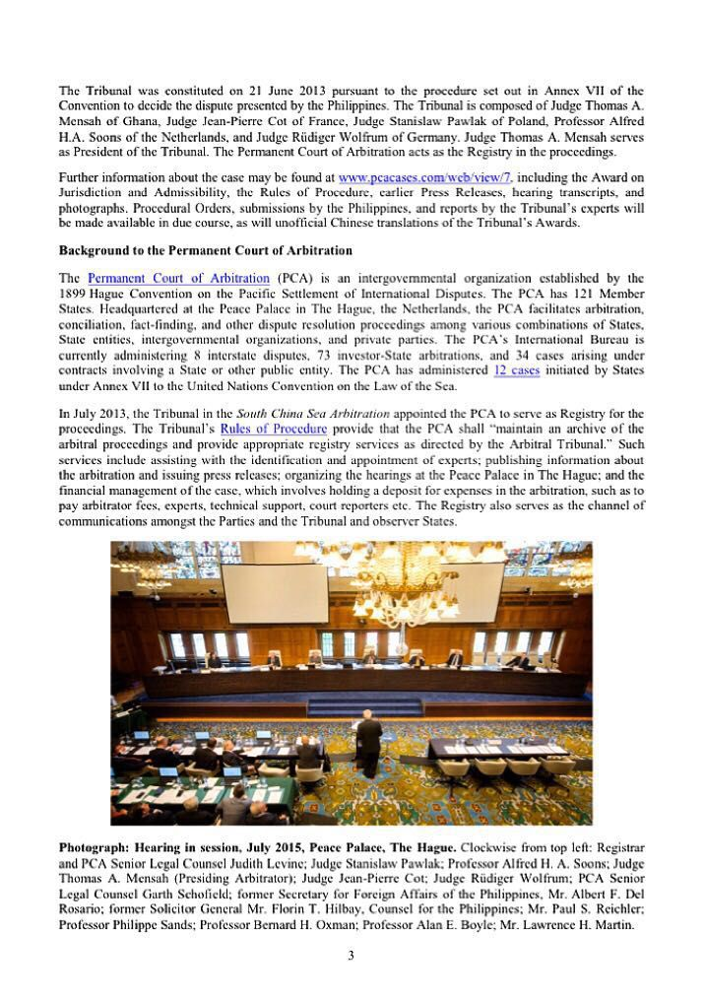 The Tribunal was constituted on 21 June 2013 pursuant to the procedure set out in Annex VII of the
Convention to decide the dispute presented by the Philippines. The Tribunal is composed of Judge Thomas A.
Mensah of Ghana, Judge Jean-Pierre Cot of France, Judge Stanislaw Pawlak of Poland, Professor Alfred
H.A. Soons of the Netherlands, and Judge Rüdiger Wolfrum of Germany. Judge Thomas A. Mensah serves
as President of the Tribunal. The Permanent Court of Arbitration acts as the Registry in the proceedings.
Further information about the case may be found at www.pcacases.com/web/view/7, including the Award on
Jurisdiction and Admissibility, the Rules of Procedure, earlier Press Releases, hearing transcripts, and
photographs. Procedural Orders, submissions by the Philippines, and reports by the Tribunal's experts will
be made available in due course, as will unofficial Chinese translations of the Tribunal's Awards.
Background to the Permanent Court of Arbitration
The Permanent Court of Arbitration (PCA) is an intergovernmental organization established by the
1899 Hague Convention on the Pacific Settlement of International Disputes. The PCA has 121 Member
States. Headquartered at the Peace Palace in The Hague, the Netherlands, the PCA facilitates arbitration,
conciliation, fact-finding, and other dispute resolution proceedings among various combinations of States,
State entities, intergovernmental organizations, and private parties. The PCA's International Bureau is
currently administering 8 interstate disputes, 73 investor-State arbitrations, and 34 cases arising under
contracts involving a State or other public entity. The PCA has administered 12 cases initiated by States
under Annex VII to the United Nations Convention on the Law of the Sea.
In July 2013, the Tribunal in the South China Sea Arbitration appointed the PCA to serve as Registry for the
proceedings. The Tribunal's Rules of Procedure provide that the PCA shall "maintain an archive of the
arbitral proceedings and provide appropriate registry services as directed by the Arbitral Tribunal." Such
services include assisting with the identification and appointment of experts; publishing information about
the arbitration and issuing press releases; organizing the hearings at the Peace Palace in The Hague; and the
financial management of the case, which involves holding a deposit for expenses in the arbitration, such as to
pay arbitrator fees, experts, technical support, court reporters etc. The Registry also serves as the channel of
communications amongst the Parties and the Tribunal and observer States.
Photograph: Hearing in session, July 2015, Peace Palace, The Hague. Clockwise from top left: Registrar
and PCA Senior Legal Counsel Judith Levine; Judge Stanislaw Pawlak; Professor Alfred H. A. Soons; Judge
Thomas A. Mensah (Presiding Arbitrator); Judge Jean-Pierre Cot; Judge Rüdiger Wolfrum; PCA Senior
Legal Counsel Garth Schofield; former Secretary for Foreign Affairs of the Philippines, Mr. Albert F. Del
Rosario; former Solicitor General Mr. Florin T. Hilbay, Counsel for the Philippines; Mr. Paul S. Reichler;
Professor Philippe Sands; Professor Bernard H. Oxman; Professor Alan E. Boyle; Mr. Lawrence H. Martin.
3